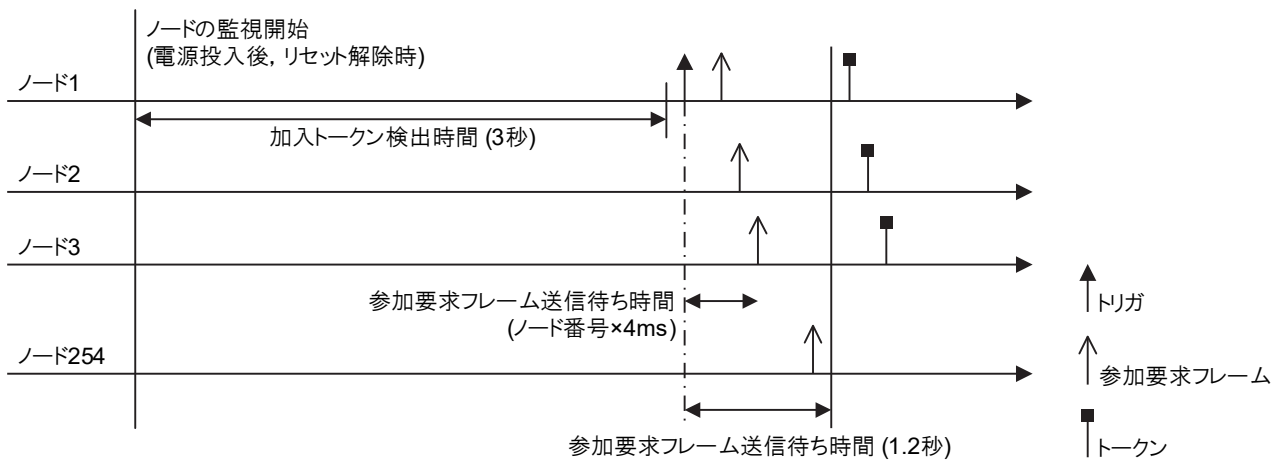 ノードの監視開始
(電源投入後, リセット解除時)
ノード1
加入トークン検出時間 (3秒)
ノード2
ノード3
参加要求フレーム送信待ち時間
(ノード番号×4ms)
ノード254
参加要求フレーム送信待ち時間 (1.2秒)
トリガ
参加要求フレーム
トークン